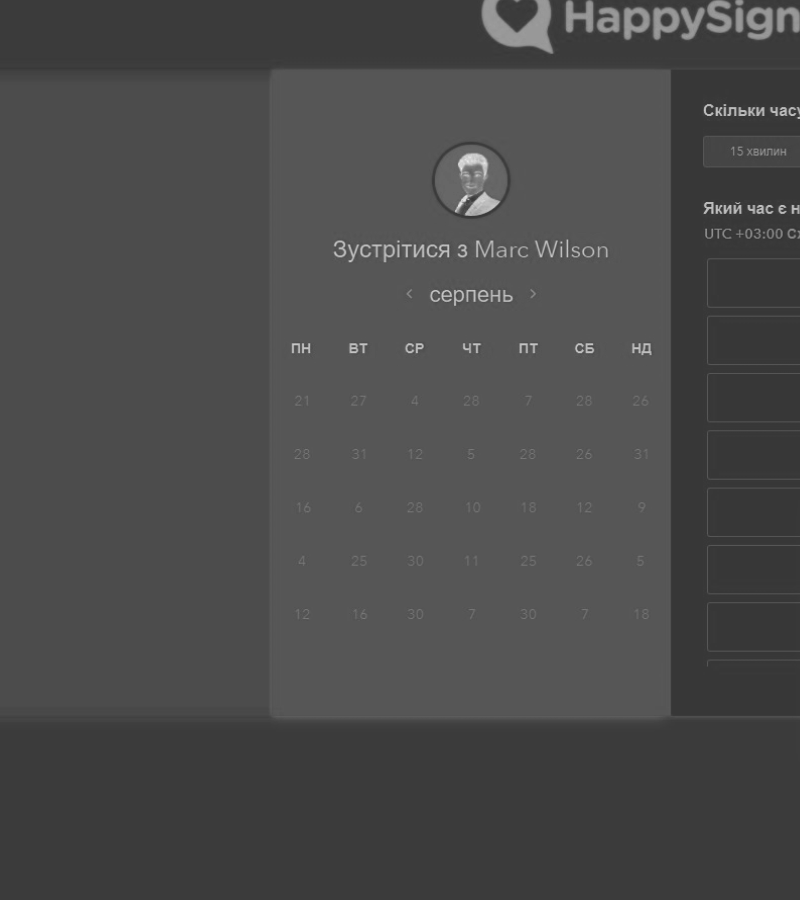 HappySign
Зустрітися з Marc Wilson
серпень
ПН ВТ СР ЧТ ПТ СБ НД
21 27 4 28 7 28 26
28 31 12 5 28 26 31
16 6 28 10 18 12 9
4 25 30 11 25 26 5
12 16 30 7 30 7 18
Скільки часу
15 хвилин
Який час є н
UTC +03:00